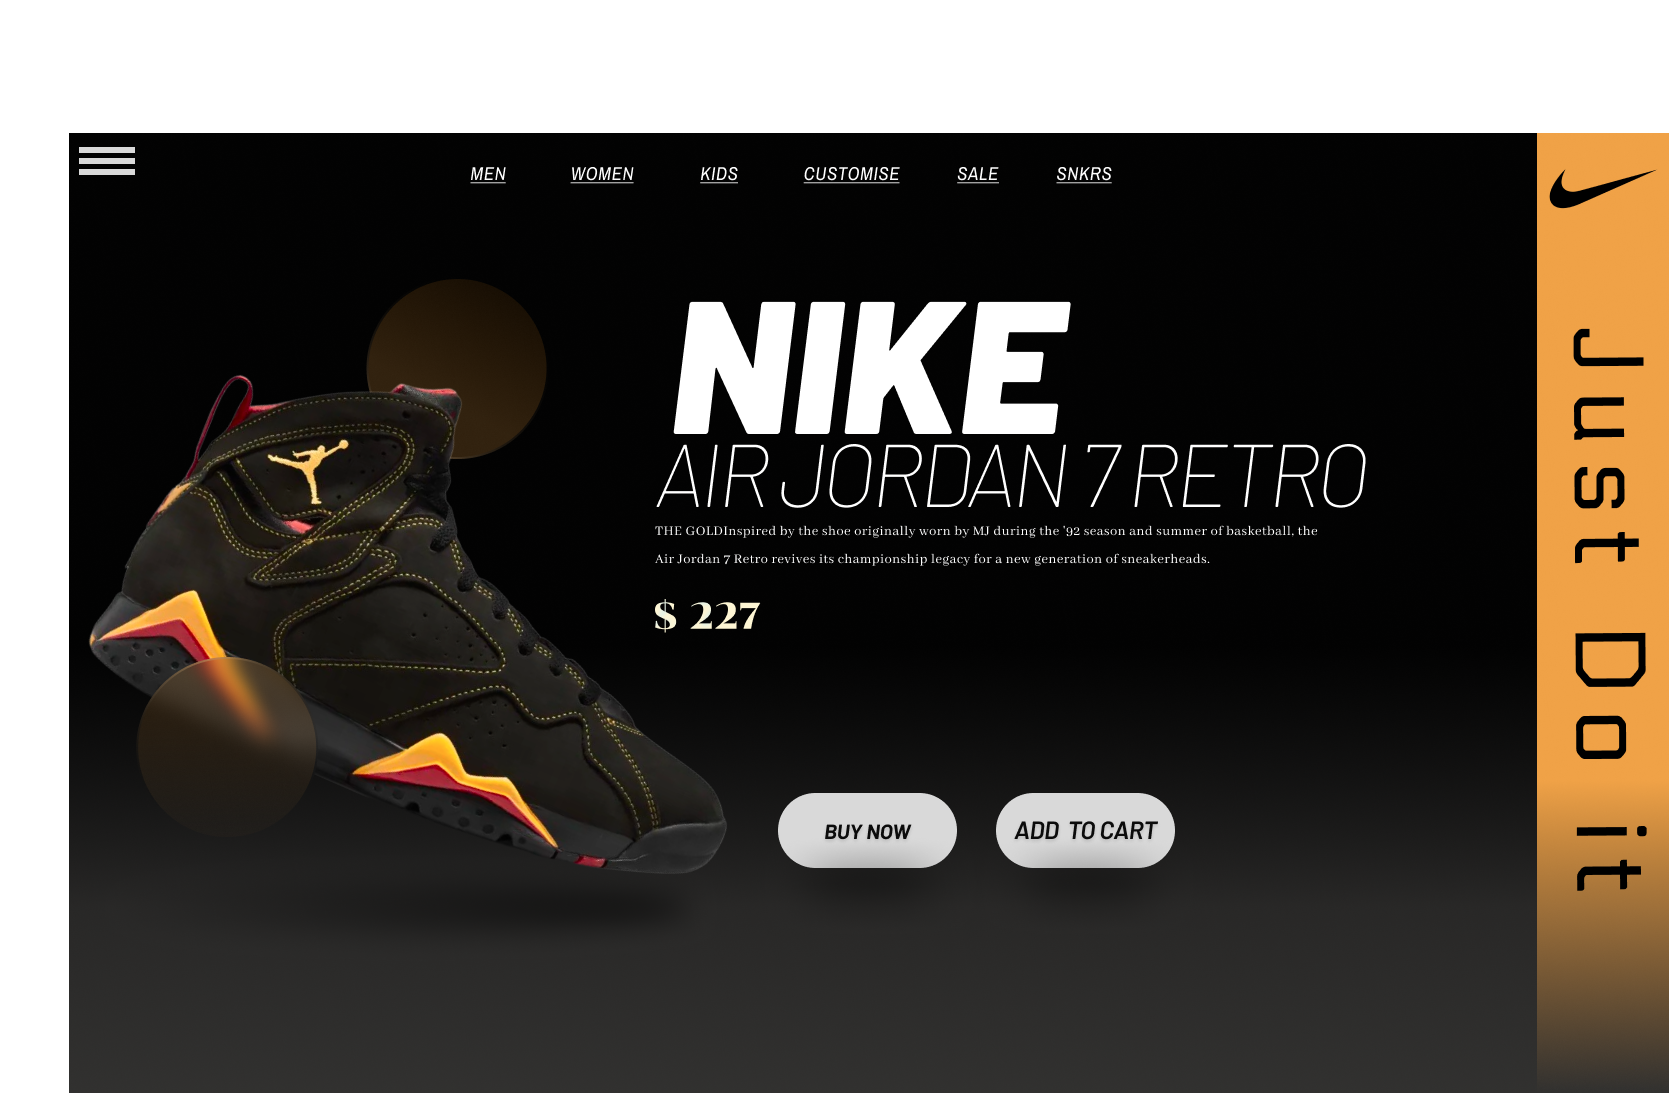 MEN WOMEN KIDS CUSTOMISE SALE SNKRS
NIKE
AIR JORDAN 7 RETRO
THE GOLDInspired by the shoe originally worn by MJ during the '92 season and summer of basketball, the
Air Jordan 7 Retro revives its championship legacy for a new generation of sneakerheads.
$ 227
BUY NOW ADD TO CART
Just Do it